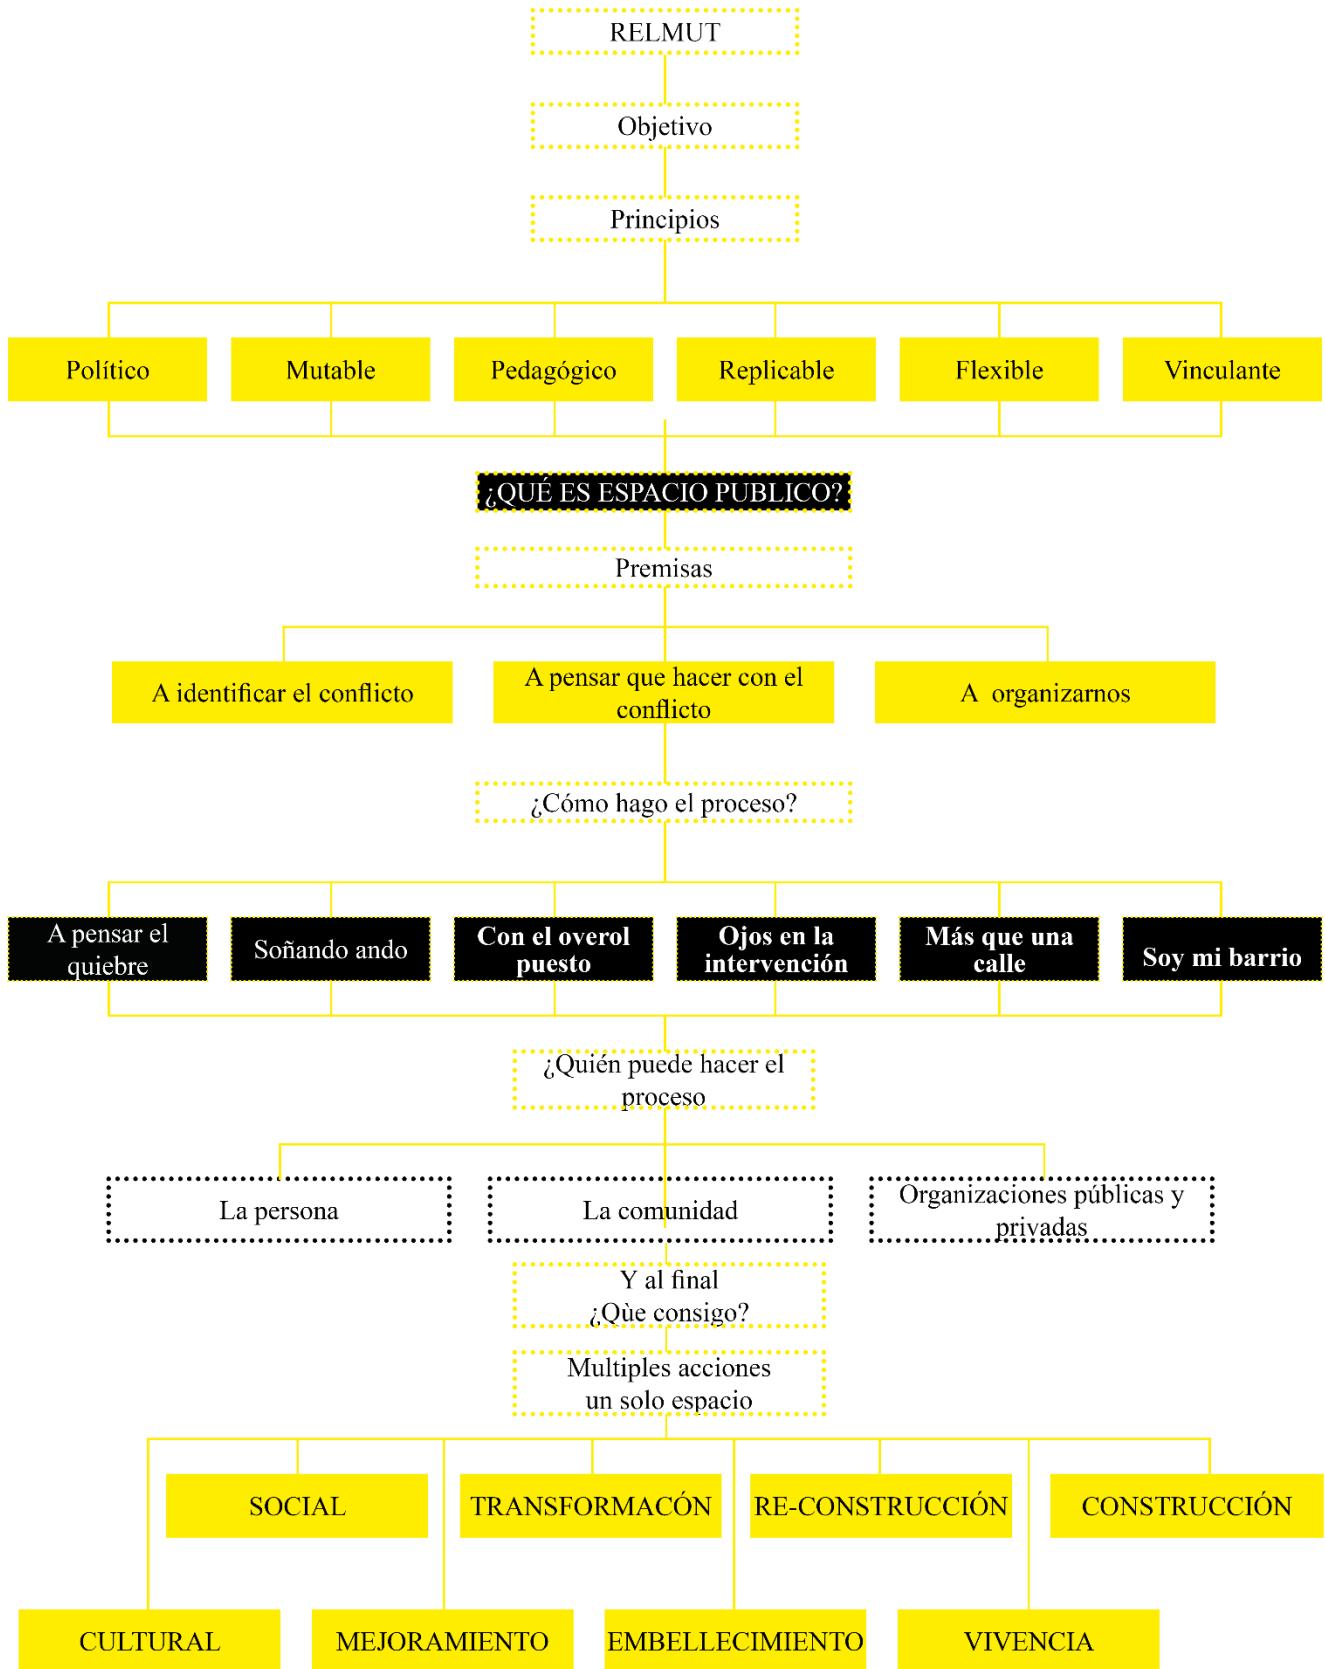 RELMUT
Objetivo
Principios
Político
Mutable
Pedagógico
Replicable
Flexible
Vinculante
¿QUÉ ES ESPACIO PUBLICO?
Premisas
A identificar el conflicto
A pensar que hacer con el
conflicto
A organizarnos
¿Cómo hago el proceso?
A pensar el
quiebre
Soñando ando
Con el overol
puesto
Ojos en la
intervención
Más que una
calle
Soy mi barrio
¿Quién puede hacer el
proceso
La persona
La comunidad
Organizaciones públicas y
privadas
Y al final
¿Qùe consigo?
Multiples acciones
un solo espacio
SOCIAL
TRANSFORMACÓN
RE-CONSTRUCCIÓN
CONSTRUCCIÓN
CULTURAL
MEJORAMIENTO
EMBELLECIMIENTO
VIVENCIA